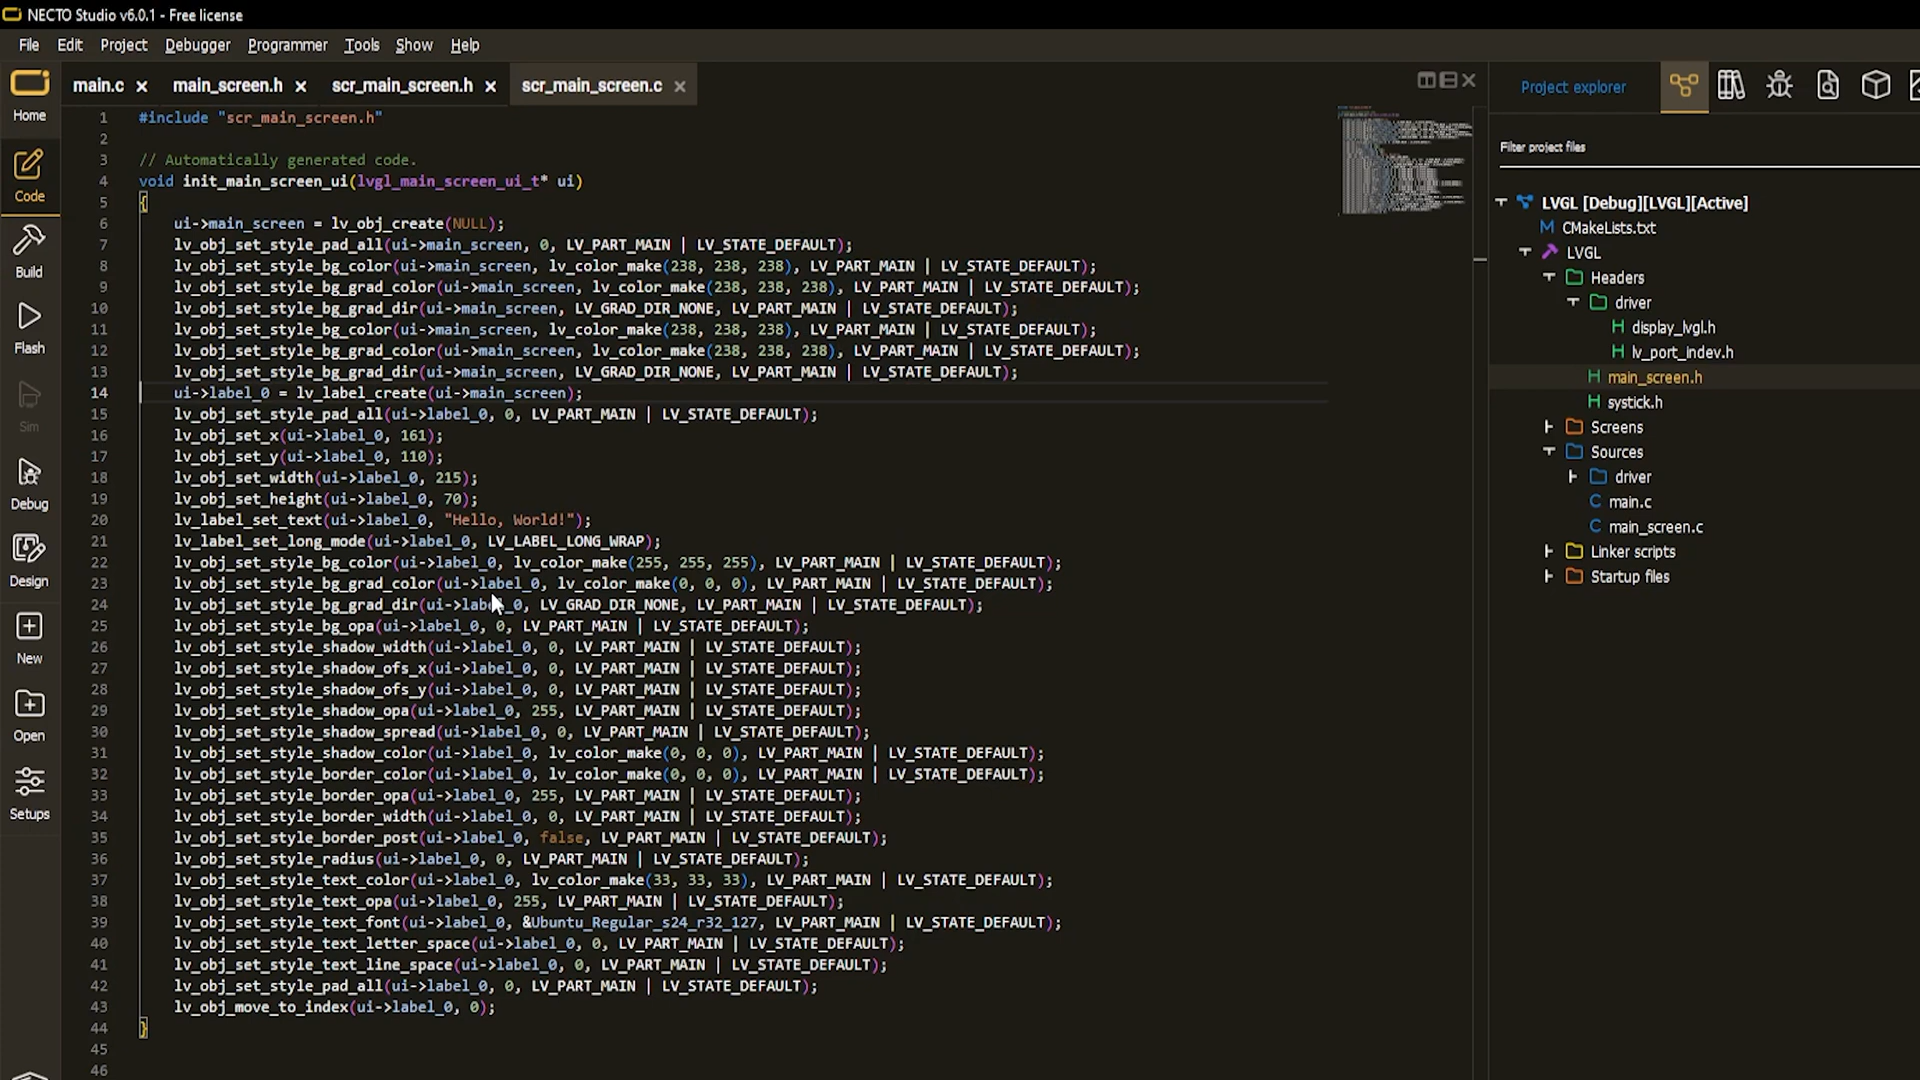 NECTO Studio v6.0.1 - Free license
File Edit Project Debugger Programmer Tools Show Help
main.c × main_screen.h × scr_main_screen.h × scr_main_screen.c ×
Home
Code
Build
Flash
Sim
Debug
Design
New
Open
Setups
1 #include "scr_main_screen.h"
2
3 // Automatically generated code.
4 void init_main_screen_ui(lvgl_main_screen_ui_t* ui)
5 {
6 ui->main_screen = lv_obj_create(NULL);
7 lv_obj_set_style_pad_all(ui->main_screen, 0, LV_PART_MAIN | LV_STATE_DEFAULT);
8 lv_obj_set_style_bg_color(ui->main_screen, lv_color_make(238, 238, 238), LV_PART_MAIN | LV_STATE_DEFAULT);
9 lv_obj_set_style_bg_grad_color(ui->main_screen, lv_color_make(238, 238, 238), LV_PART_MAIN | LV_STATE_DEFAULT);
10 lv_obj_set_style_bg_grad_dir(ui->main_screen, LV_GRAD_DIR_NONE, LV_PART_MAIN | LV_STATE_DEFAULT);
11 lv_obj_set_style_bg_color(ui->main_screen, lv_color_make(238, 238, 238), LV_PART_MAIN | LV_STATE_DEFAULT);
12 lv_obj_set_style_bg_grad_color(ui->main_screen, lv_color_make(238, 238, 238), LV_PART_MAIN | LV_STATE_DEFAULT);
13 lv_obj_set_style_bg_grad_dir(ui->main_screen, LV_GRAD_DIR_NONE, LV_PART_MAIN | LV_STATE_DEFAULT);
14 ui->label_0 = lv_label_create(ui->main_screen);
15 lv_obj_set_style_pad_all(ui->label_0, 0, LV_PART_MAIN | LV_STATE_DEFAULT);
16 lv_obj_set_x(ui->label_0, 161);
17 lv_obj_set_y(ui->label_0, 110);
18 lv_obj_set_width(ui->label_0, 215);
19 lv_obj_set_height(ui->label_0, 70);
20 lv_label_set_text(ui->label_0, "Hello, World!");
21 lv_label_set_long_mode(ui->label_0, LV_LABEL_LONG_WRAP);
22 lv_obj_set_style_bg_color(ui->label_0, lv_color_make(255, 255, 255), LV_PART_MAIN | LV_STATE_DEFAULT);
23 lv_obj_set_style_bg_grad_color(ui->label_0, lv_color_make(0, 0, 0), LV_PART_MAIN | LV_STATE_DEFAULT);
24 lv_obj_set_style_bg_grad_dir(ui->label_0, LV_GRAD_DIR_NONE, LV_PART_MAIN | LV_STATE_DEFAULT);
25 lv_obj_set_style_bg_opa(ui->label_0, 0, LV_PART_MAIN | LV_STATE_DEFAULT);
26 lv_obj_set_style_shadow_width(ui->label_0, 0, LV_PART_MAIN | LV_STATE_DEFAULT);
27 lv_obj_set_style_shadow_ofs_x(ui->label_0, 0, LV_PART_MAIN | LV_STATE_DEFAULT);
28 lv_obj_set_style_shadow_ofs_y(ui->label_0, 0, LV_PART_MAIN | LV_STATE_DEFAULT);
29 lv_obj_set_style_shadow_opa(ui->label_0, 255, LV_PART_MAIN | LV_STATE_DEFAULT);
30 lv_obj_set_style_shadow_spread(ui->label_0, 0, LV_PART_MAIN | LV_STATE_DEFAULT);
31 lv_obj_set_style_shadow_color(ui->label_0, lv_color_make(0, 0, 0), LV_PART_MAIN | LV_STATE_DEFAULT);
32 lv_obj_set_style_border_color(ui->label_0, lv_color_make(0, 0, 0), LV_PART_MAIN | LV_STATE_DEFAULT);
33 lv_obj_set_style_border_opa(ui->label_0, 255, LV_PART_MAIN | LV_STATE_DEFAULT);
34 lv_obj_set_style_border_width(ui->label_0, 0, LV_PART_MAIN | LV_STATE_DEFAULT);
35 lv_obj_set_style_border_post(ui->label_0, false, LV_PART_MAIN | LV_STATE_DEFAULT);
36 lv_obj_set_style_radius(ui->label_0, 0, LV_PART_MAIN | LV_STATE_DEFAULT);
37 lv_obj_set_style_text_color(ui->label_0, lv_color_make(33, 33, 33), LV_PART_MAIN | LV_STATE_DEFAULT);
38 lv_obj_set_style_text_opa(ui->label_0, 255, LV_PART_MAIN | LV_STATE_DEFAULT);
39 lv_obj_set_style_text_font(ui->label_0, &Ubuntu_Regular_s24_r32_127, LV_PART_MAIN | LV_STATE_DEFAULT);
40 lv_obj_set_style_text_letter_space(ui->label_0, 0, LV_PART_MAIN | LV_STATE_DEFAULT);
41 lv_obj_set_style_text_line_space(ui->label_0, 0, LV_PART_MAIN | LV_STATE_DEFAULT);
42 lv_obj_set_style_pad_all(ui->label_0, 0, LV_PART_MAIN | LV_STATE_DEFAULT);
43 lv_obj_move_to_index(ui->label_0, 0);
44 }
45
46
Project explorer
Filter project files
LVGL [Debug][LVGL][Active]
M CMakeLists.txt
LVGL
Headers
driver
H display_lvgl.h
H lv_port_indev.h
H main_screen.h
H systick.h
Screens
Sources
driver
C main.c
C main_screen.c
Linker scripts
Startup files